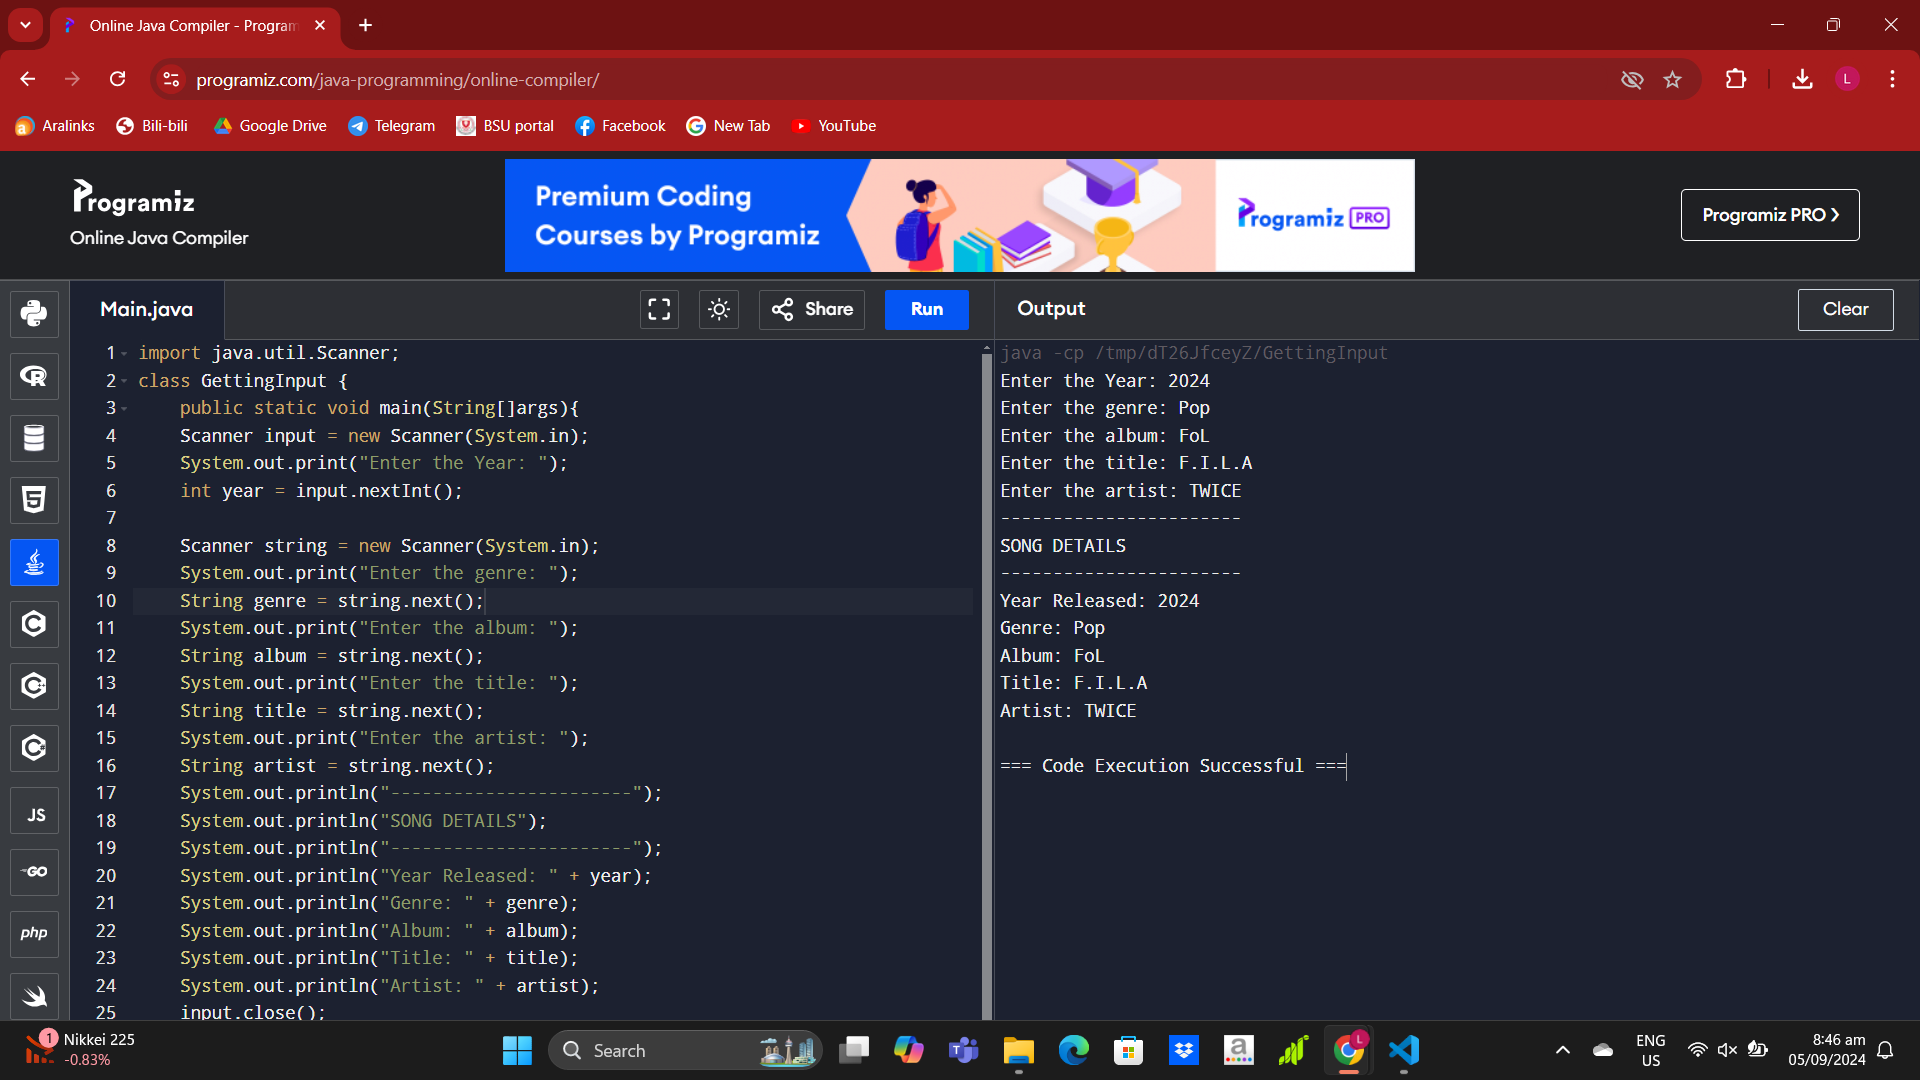 Online Java Compiler - Program
programiz.com/java-programming/online-compiler/
L
Aralinks
Bili-bili
Google Drive
Telegram
BSU portal
Facebook
New Tab
YouTube
Programiz
Online Java Compiler
Premium Coding
Courses by Programiz
Programiz PRO
Programiz PRO >
Main.java
Share
Run
Output
Clear
1 import java.util.Scanner;
2 class GettingInput {
3 public static void main(String[]args){
4 Scanner input = new Scanner(System.in);
5 System.out.print("Enter the Year: ");
6 int year = input.nextInt();
7
8 Scanner string = new Scanner(System.in);
9 System.out.print("Enter the genre: ");
10 String genre = string.next();
11 System.out.print("Enter the album: ");
12 String album = string.next();
13 System.out.print("Enter the title: ");
14 String title = string.next();
15 System.out.print("Enter the artist: ");
16 String artist = string.next();
17 System.out.println("-----------------------");
18 System.out.println("SONG DETAILS");
19 System.out.println("-----------------------");
20 System.out.println("Year Released: " + year);
21 System.out.println("Genre: " + genre);
22 System.out.println("Album: " + album);
23 System.out.println("Title: " + title);
24 System.out.println("Artist: " + artist);
25 input.close();
java -cp /tmp/dT26JfceyZ/GettingInput
Enter the Year: 2024
Enter the genre: Pop
Enter the album: FoL
Enter the title: F.I.L.A
Enter the artist: TWICE
-----------------------
SONG DETAILS
-----------------------
Year Released: 2024
Genre: Pop
Album: FoL
Title: F.I.L.A
Artist: TWICE
=== Code Execution Successful ===
R
5
C
C
C
JS
GO
php
1
Nikkei 225
-0.83%
Search
T
a
L
ENG
US
8:46 am
05/09/2024